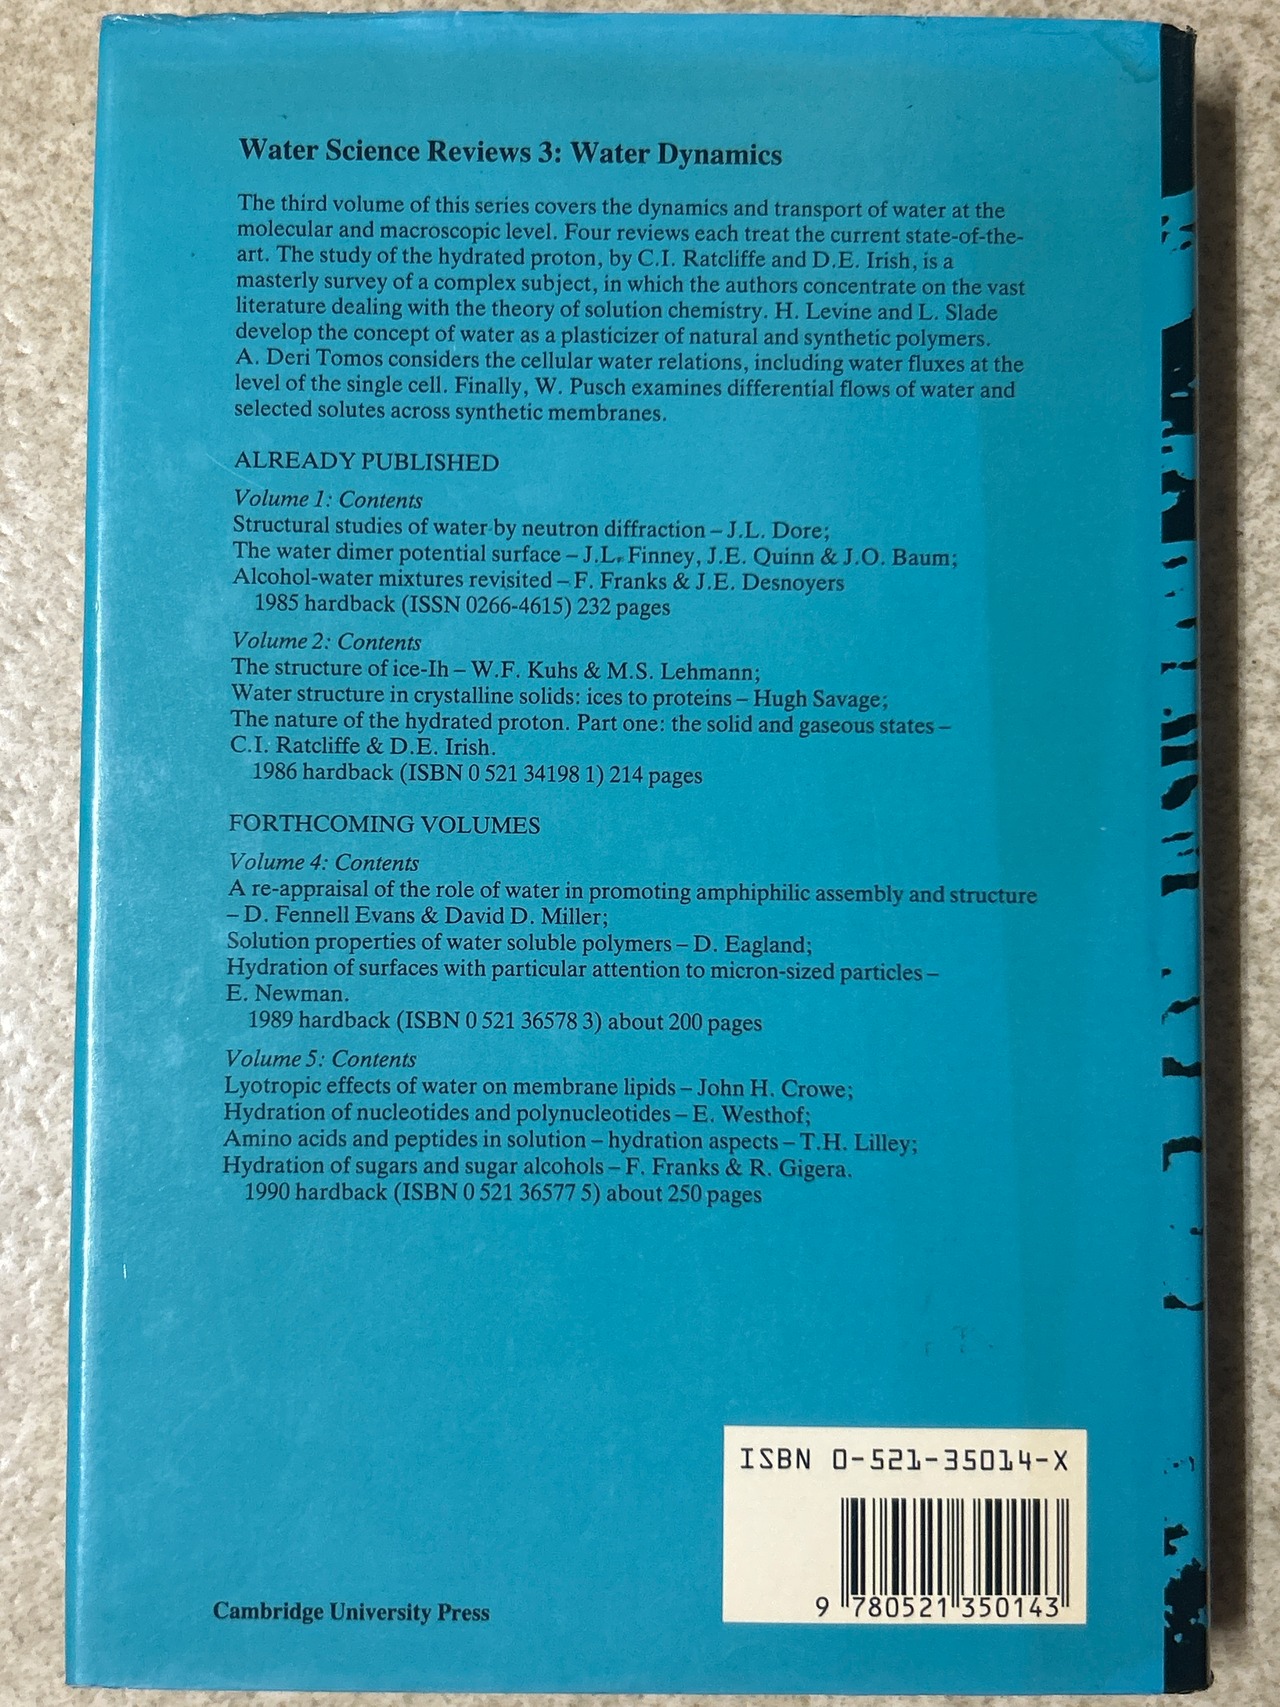 Water Science Reviews 3: Water Dynamics
The third volume of this series covers the dynamics and transport of water at the
molecular and macroscopic level. Four reviews each treat the current state-of-the-
art. The study of the hydrated proton, by C.I. Ratcliffe and D.E. Irish, is a
masterly survey of a complex subject, in which the authors concentrate on the vast
literature dealing with the theory of solution chemistry. H. Levine and L. Slade
develop the concept of water as a plasticizer of natural and synthetic polymers.
A. Deri Tomos considers the cellular water relations, including water fluxes at the
level of the single cell. Finally, W. Pusch examines differential flows of water and
selected solutes across synthetic membranes.
ALREADY PUBLISHED
Volume 1: Contents
Structural studies of water by neutron diffraction – J.L. Dore;
The water dimer potential surface – J.L. Finney, J.E. Quinn & J.O. Baum;
Alcohol-water mixtures revisited – F. Franks & J.E. Desnoyers
1985 hardback (ISSN 0266-4615) 232 pages
Volume 2: Contents
The structure of ice-Ih – W.F. Kuhs & M.S. Lehmann;
Water structure in crystalline solids: ices to proteins – Hugh Savage;
The nature of the hydrated proton. Part one: the solid and gaseous states –
C.I. Ratcliffe & D.E. Irish.
1986 hardback (ISBN 0 521 34198 1) 214 pages
FORTHCOMING VOLUMES
Volume 4: Contents
A re-appraisal of the role of water in promoting amphiphilic assembly and structure
– D. Fennell Evans & David D. Miller;
Solution properties of water soluble polymers – D. Eagland;
Hydration of surfaces with particular attention to micron-sized particles –
E. Newman.
1989 hardback (ISBN 0 521 36578 3) about 200 pages
Volume 5: Contents
Lyotropic effects of water on membrane lipids – John H. Crowe;
Hydration of nucleotides and polynucleotides – E. Westhof;
Amino acids and peptides in solution – hydration aspects – T.H. Lilley;
Hydration of sugars and sugar alcohols – F. Franks & R. Gigera.
1990 hardback (ISBN 0 521 36577 5) about 250 pages
ISBN 0-521-35014-X
9 780521 350143
Cambridge University Press